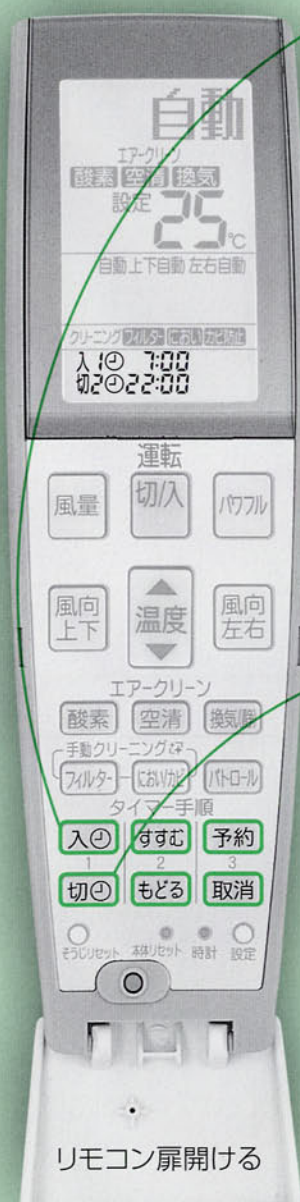 自動
エアークリーン
酸素 空清 換気
設定 25℃
自動 上下自動 左右自動
クリーニング フィルター におい カビ防止
入1 7:00
切2 22:00
運転
風量 切/入 パワフル
風向上下 温度 風向左右
エアークリーン
酸素 空清
手動クリーニング
フィルター においカビ パトロール
タイマー手順
入 すすむ 予約
1 2 3
切 もどる 取消
そうじリセット 本体リセット 時計 設定
リモコン扉開ける